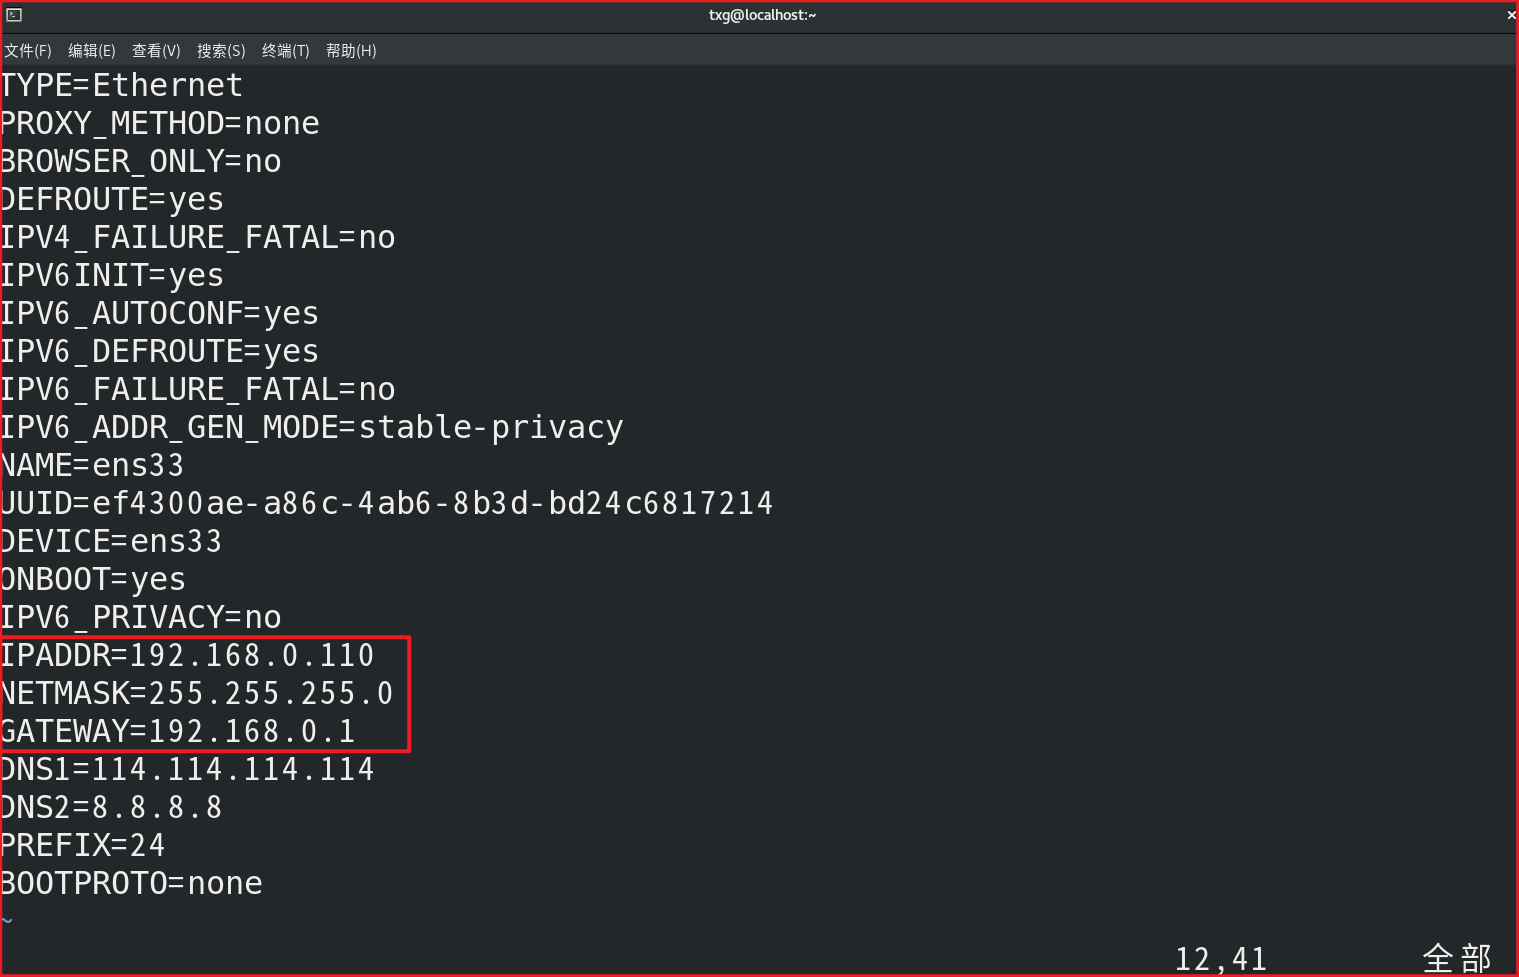 txg@localhost:~
文件(F) 编辑(E) 查看(V) 搜索(S) 终端(T) 帮助(H)
TYPE=Ethernet
PROXY_METHOD=none
BROWSER_ONLY=no
DEFROUTE=yes
IPV4_FAILURE_FATAL=no
IPV6INIT=yes
IPV6_AUTOCONF=yes
IPV6_DEFROUTE=yes
IPV6_FAILURE_FATAL=no
IPV6_ADDR_GEN_MODE=stable-privacy
NAME=ens33
UUID=ef4300ae-a86c-4ab6-8b3d-bd24c6817214
DEVICE=ens33
ONBOOT=yes
IPV6_PRIVACY=no
IPADDR=192.168.0.110
NETMASK=255.255.255.0
GATEWAY=192.168.0.1
DNS1=114.114.114.114
DNS2=8.8.8.8
PREFIX=24
BOOTPROTO=none
~
12,41 全部